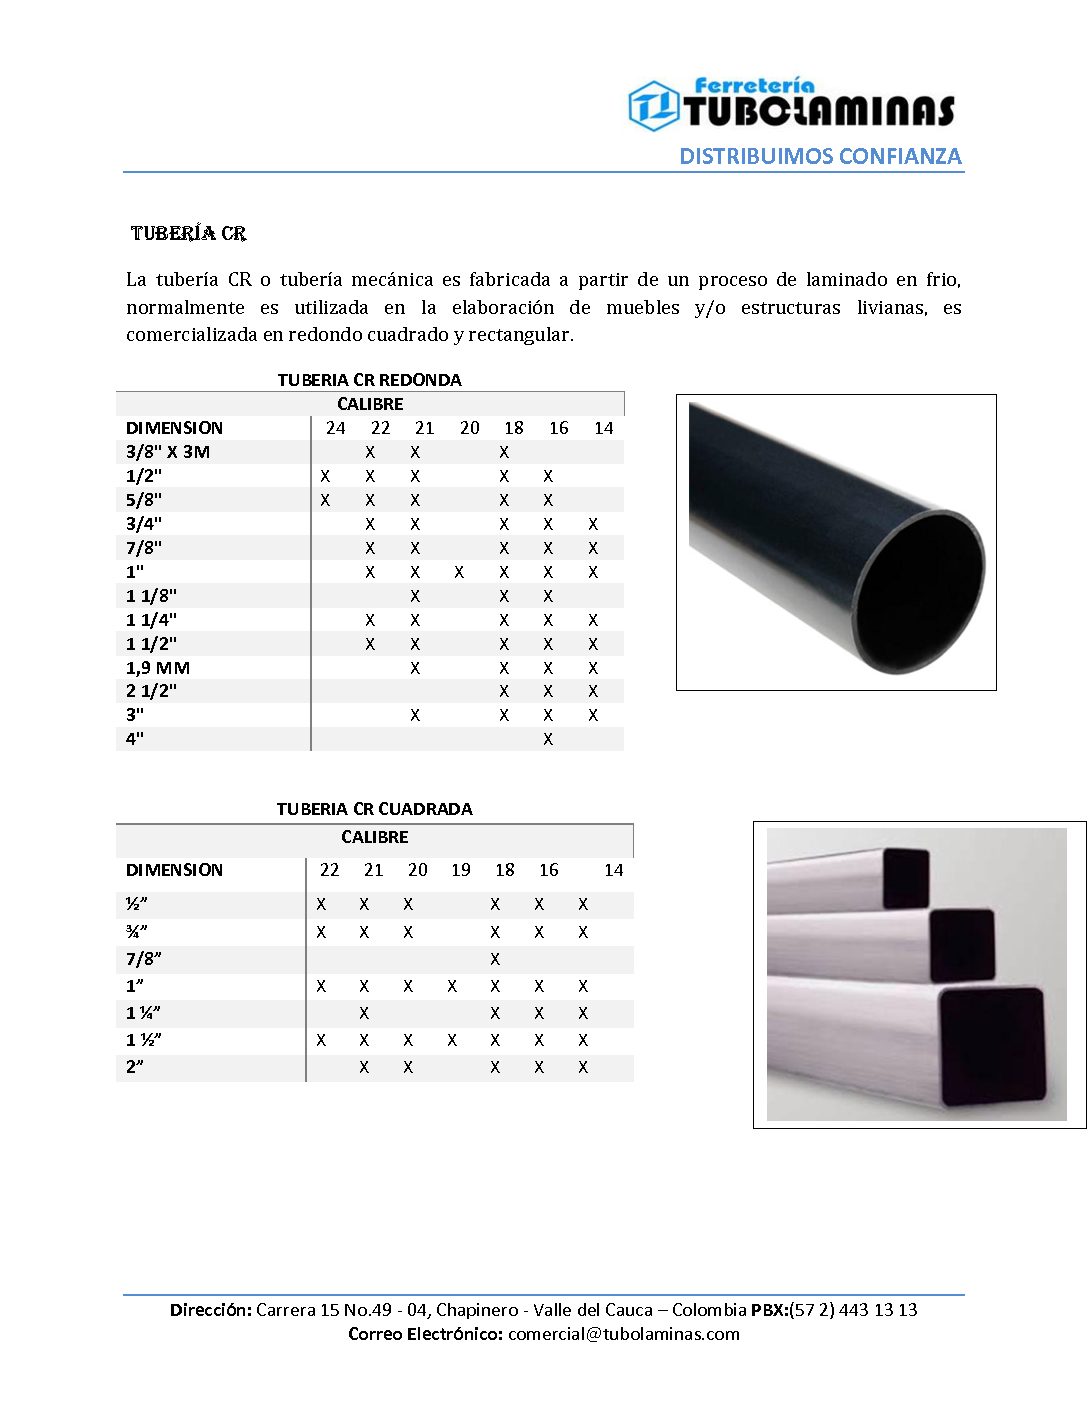 Ferretería
TUBOLAMINAS
DISTRIBUIMOS CONFIANZA
TUBERÍA CR
La tubería CR o tubería mecánica es fabricada a partir de un proceso de laminado en frio,
normalmente es utilizada en la elaboración de muebles y/o estructuras livianas, es
comercializada en redondo cuadrado y rectangular.
TUBERIA CR REDONDA
CALIBRE
DIMENSION 24 22 21 20 18 16 14
3/8" X 3M X X X
1/2" X X X X X
5/8" X X X X X
3/4" X X X X X
7/8" X X X X X
1" X X X X X X
1 1/8" X X X
1 1/4" X X X X X
1 1/2" X X X X X
1,9 MM X X X X
2 1/2" X X X
3" X X X X
4" X
TUBERIA CR CUADRADA
CALIBRE
DIMENSION 22 21 20 19 18 16 14
½” X X X X X X
¾” X X X X X X
7/8” X
1” X X X X X X X
1 ¼” X X X X
1 ½” X X X X X X X
2” X X X X X
Dirección: Carrera 15 No.49 - 04, Chapinero - Valle del Cauca – Colombia PBX:(57 2) 443 13 13
Correo Electrónico: comercial@tubolaminas.com